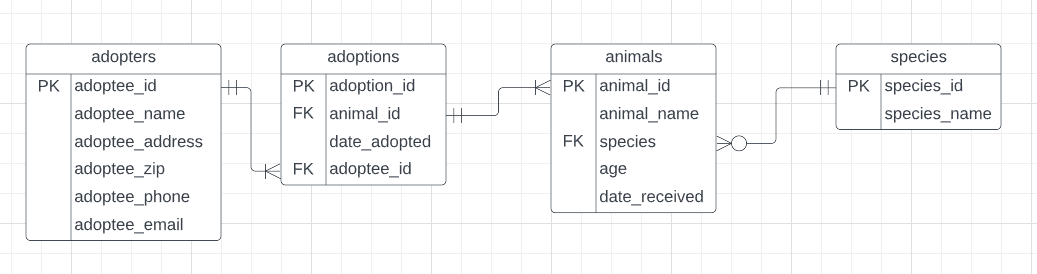 adopters
PK adoptee_id
adoptee_name
adoptee_address
adoptee_zip
adoptee_phone
adoptee_email
adoptions
PK adoption_id
FK animal_id
date_adopted
FK adoptee_id
animals
PK animal_id
animal_name
FK species
age
date_received
species
PK species_id
species_name